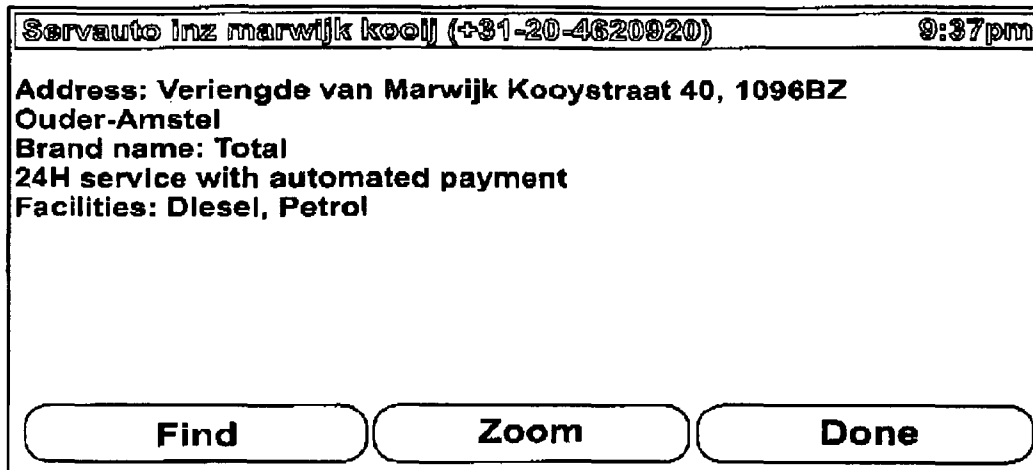 Servauto inz marwijk kooij (+31-20-4620920) 9:37pm
Address: Veriengde van Marwijk Kooystraat 40, 1096BZ
Ouder-Amstel
Brand name: Total
24H service with automated payment
Facilities: Diesel, Petrol
Find Zoom Done